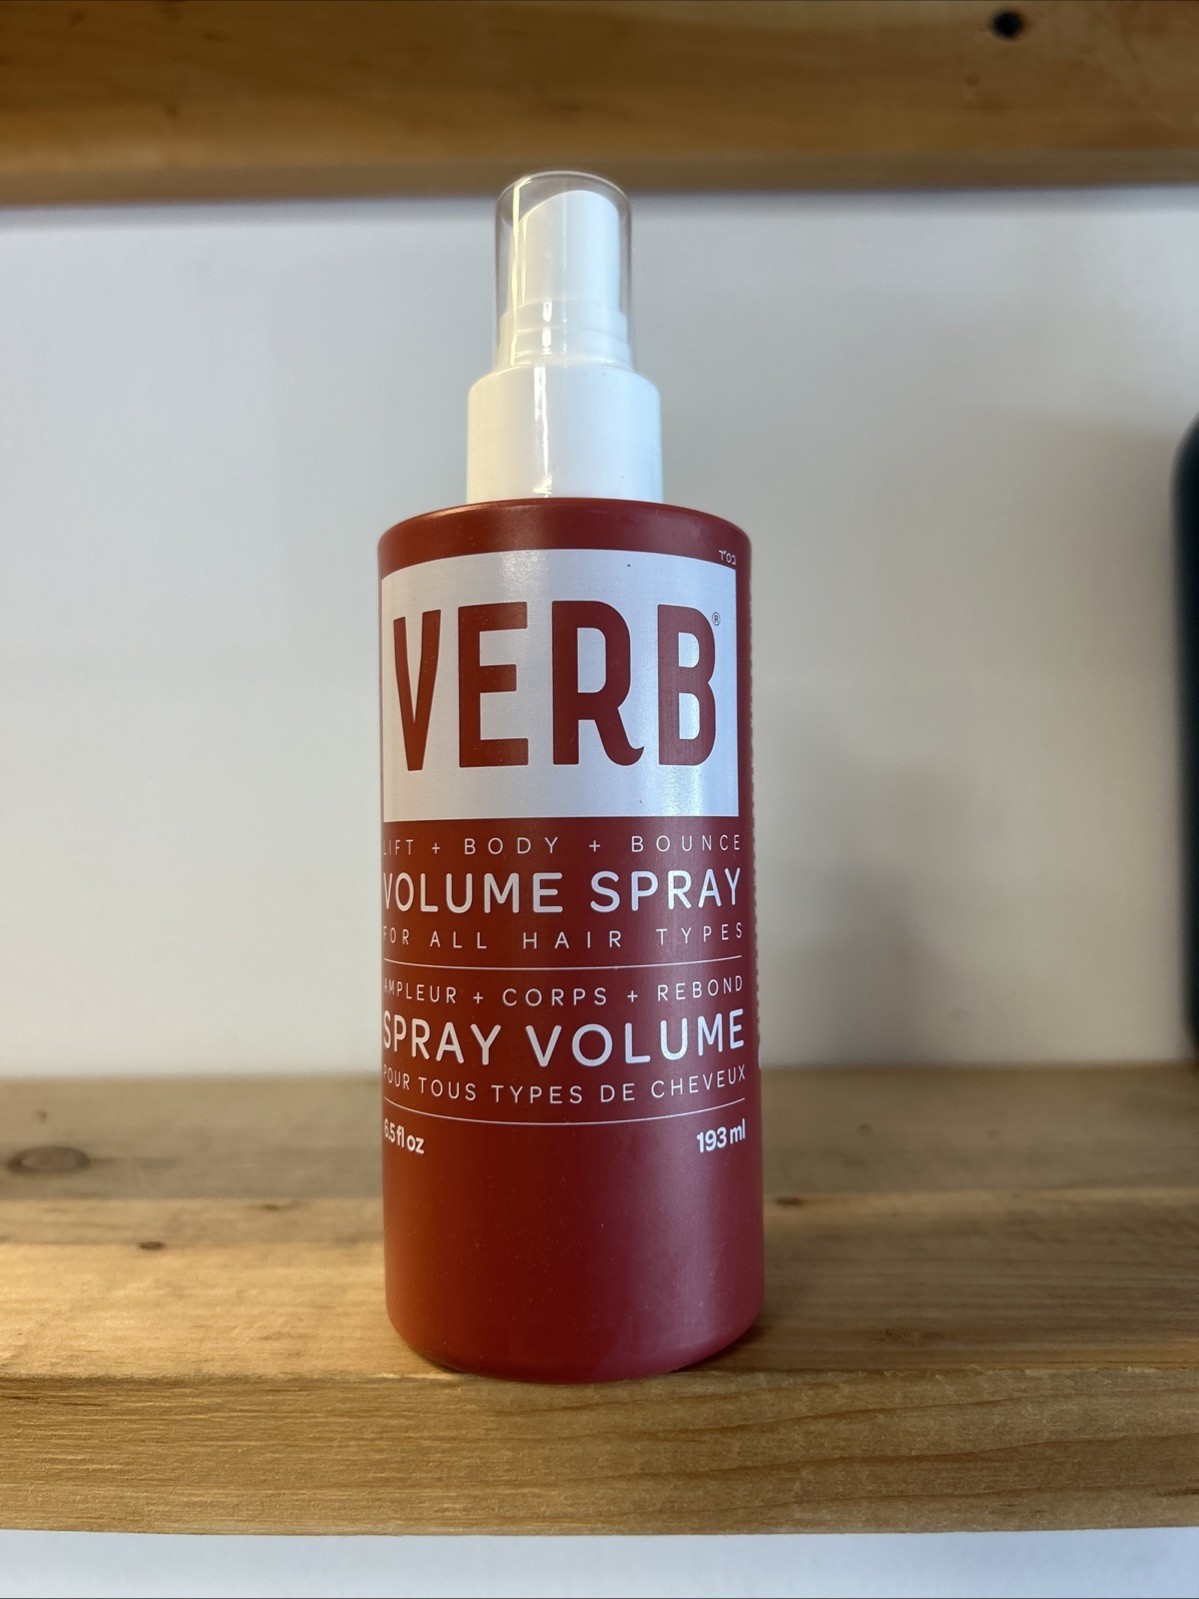 VERB®
LIFT + BODY + BOUNCE
VOLUME SPRAY
FOR ALL HAIR TYPES
AMPLEUR + CORPS + REBOND
SPRAY VOLUME
POUR TOUS TYPES DE CHEVEUX
6.5 fl oz 193 ml